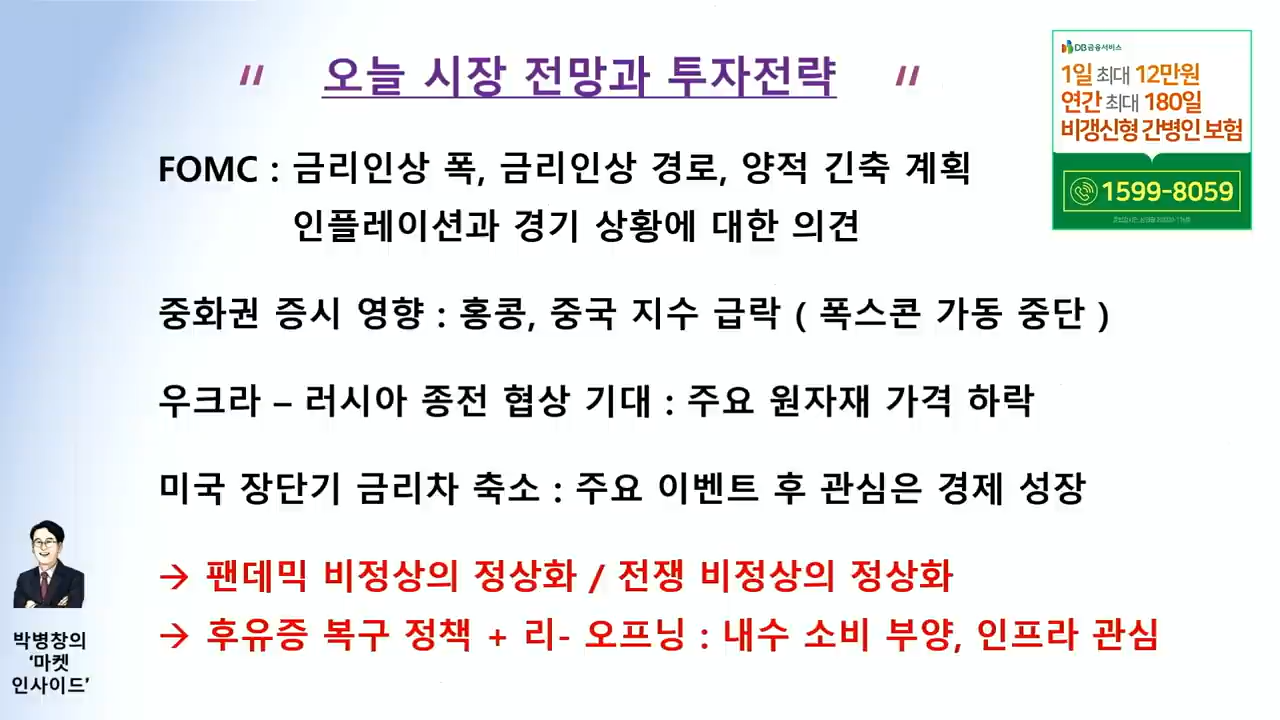 " 오늘 시장 전망과 투자전략 "
FOMC : 금리인상 폭, 금리인상 경로, 양적 긴축 계획
인플레이션과 경기 상황에 대한 의견
중화권 증시 영향 : 홍콩, 중국 지수 급락 ( 폭스콘 가동 중단 )
우크라 – 러시아 종전 협상 기대 : 주요 원자재 가격 하락
미국 장단기 금리차 축소 : 주요 이벤트 후 관심은 경제 성장
→ 팬데믹 비정상의 정상화 / 전쟁 비정상의 정상화
→ 후유증 복구 정책 + 리- 오프닝 : 내수 소비 부양, 인프라 관심
박병창의
‘마켓
인사이드’
DB금융서비스
1일 최대 12만원
연간 최대 180일
비갱신형 간병인 보험
1599-8059